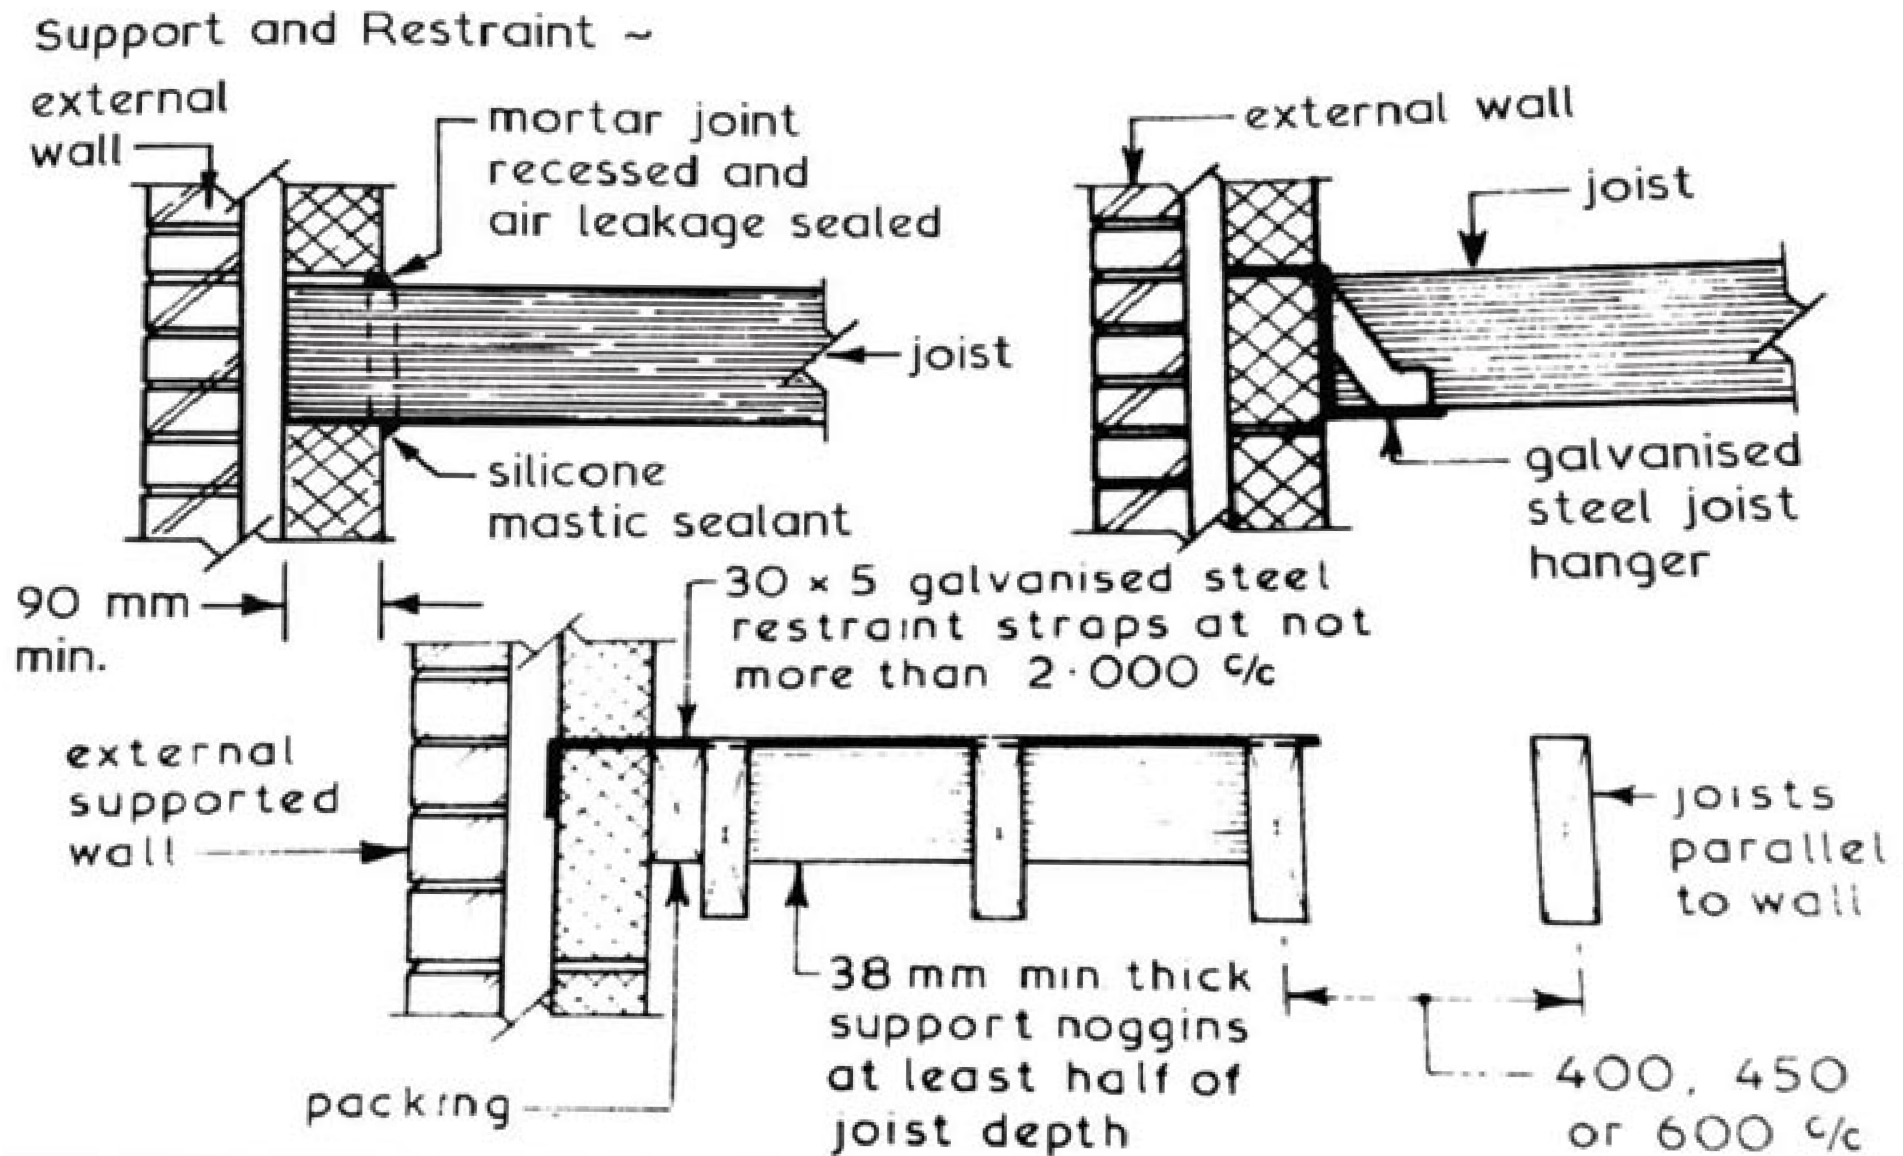 Support and Restraint ~
external
wall
mortar joint
recessed and
air leakage sealed
joist
silicone
mastic sealant
90 mm
min.
external wall
joist
galvanised
steel joist
hanger
30 × 5 galvanised steel
restraint straps at not
more than 2·000 c/c
external
supported
wall
joists
parallel
to wall
packing
38 mm min thick
support noggins
at least half of
joist depth
400, 450
or 600 c/c